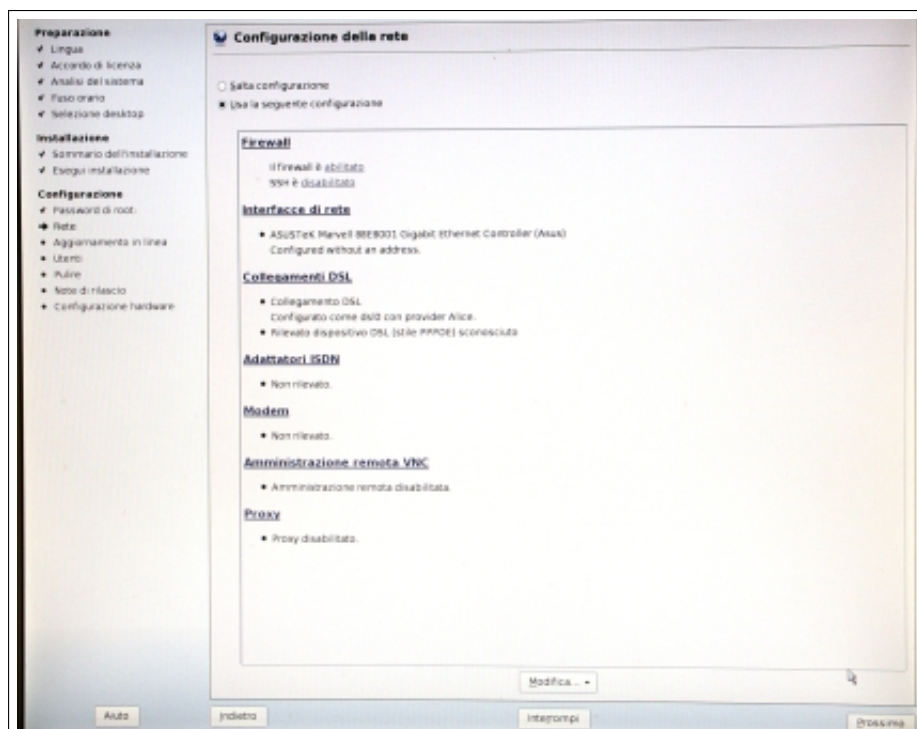 Preparazione
Lingua
Accordo di licenza
Analisi del sistema
Fuso orario
Selezione desktop
Installazione
Sommario dell'installazione
Esegui installazione
Configurazione
Password di root
Rete
Aggiornamento in linea
Utenti
Pulire
Note di rilascio
Configurazione hardware
Configurazione della rete
Salta configurazione
Usa la seguente configurazione
Firewall
Il firewall è abilitato
SSH è disabilitata
Interfacce di rete
ASUSTeK Marvell 88E8001 Gigabit Ethernet Controller (Asus)
Configured without an address.
Collegamenti DSL
Collegamento DSL
Configurato come dsl0 con provider Alice.
Rilevato dispositivo DSL (stile PPPOE) sconosciuto
Adattatori ISDN
Non rilevato.
Modem
Non rilevato.
Amministrazione remota VNC
Amministrazione remota disabilitata.
Proxy
Proxy disabilitato.
Modifica...
Aiuto
Indietro
Interrompi
Prossima